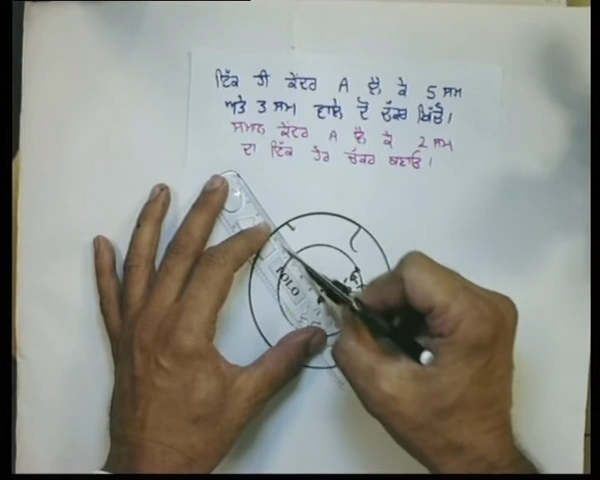 ਇੱਕ ਹੀ ਕੇਂਦਰ A ਲੈ ਕੇ 5 ਸਮ
ਅਤੇ 3 ਸਮ ਵਾਲੇ ਦੋ ਚੱਕਰ ਖਿੱਚੋ।
ਸਮਾਨ ਕੇਂਦਰ A ਲੈ ਕੇ 2 ਸਮ
ਦਾ ਇੱਕ ਹੋਰ ਚੱਕਰ ਬਣਾਓ।
POLO